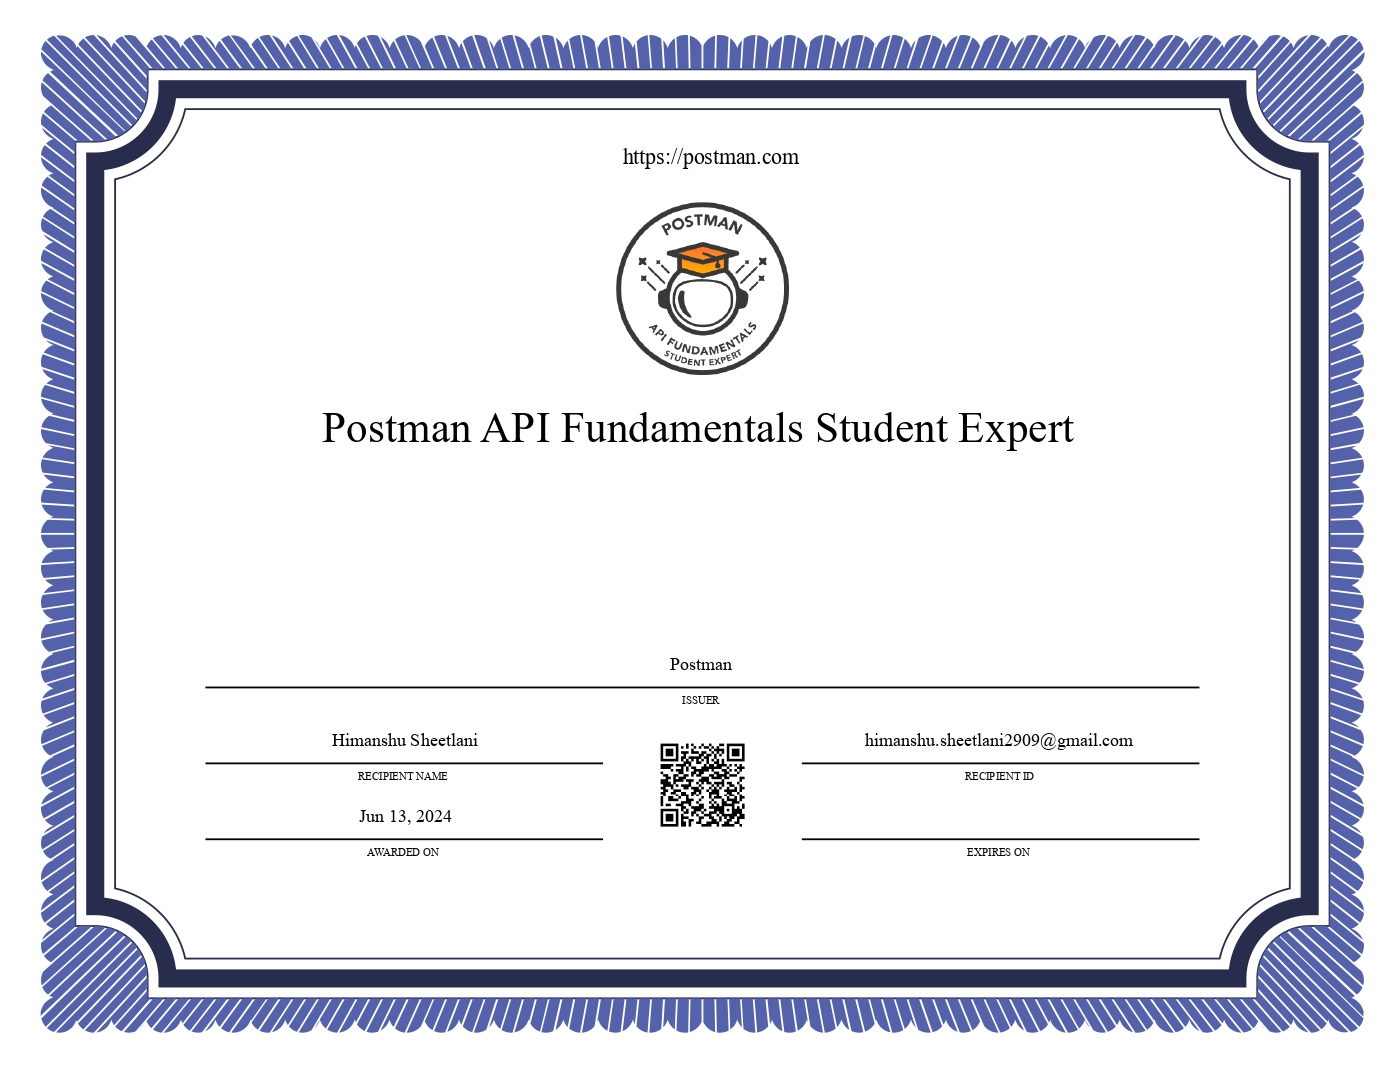 https://postman.com
POSTMAN
API FUNDAMENTALS
STUDENT EXPERT
Postman API Fundamentals Student Expert
Postman
ISSUER
Himanshu Sheetlani
himanshu.sheetlani2909@gmail.com
RECIPIENT NAME
RECIPIENT ID
Jun 13, 2024
AWARDED ON
EXPIRES ON